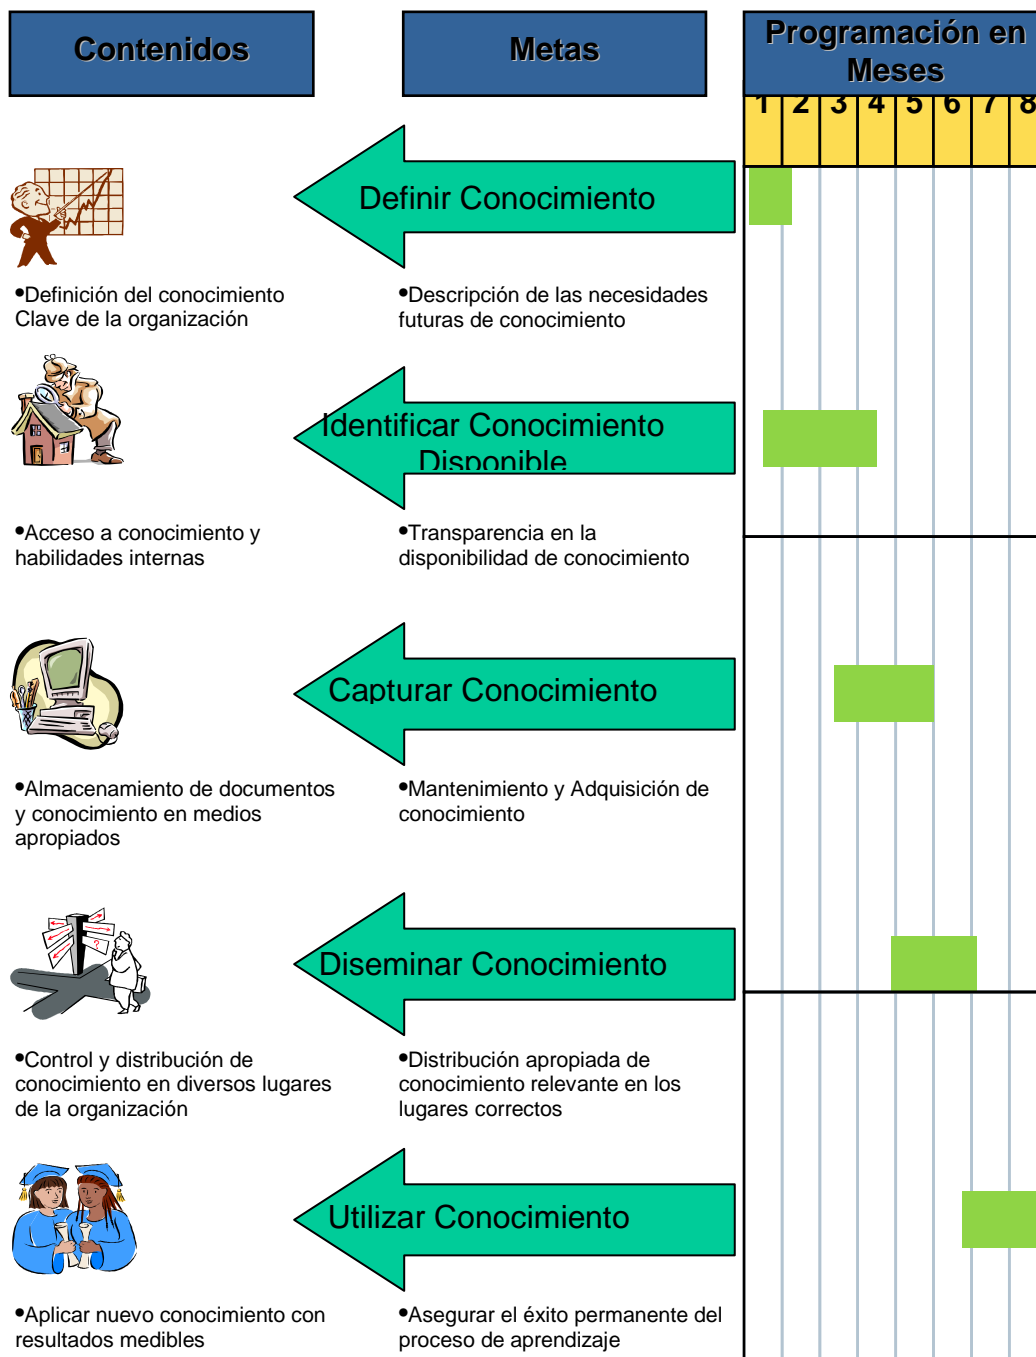 Contenidos
Metas
Programación en
Meses
1 2 3 4 5 6 7 8
Definir Conocimiento
•Definición del conocimiento
Clave de la organización
•Descripción de las necesidades
futuras de conocimiento
Identificar Conocimiento
Disponible
•Acceso a conocimiento y
habilidades internas
•Transparencia en la
disponibilidad de conocimiento
Capturar Conocimiento
•Almacenamiento de documentos
y conocimiento en medios
apropiados
•Mantenimiento y Adquisición de
conocimiento
Diseminar Conocimiento
?
•Control y distribución de
conocimiento en diversos lugares
de la organización
•Distribución apropiada de
conocimiento relevante en los
lugares correctos
Utilizar Conocimiento
•Aplicar nuevo conocimiento con
resultados medibles
•Asegurar el éxito permanente del
proceso de aprendizaje